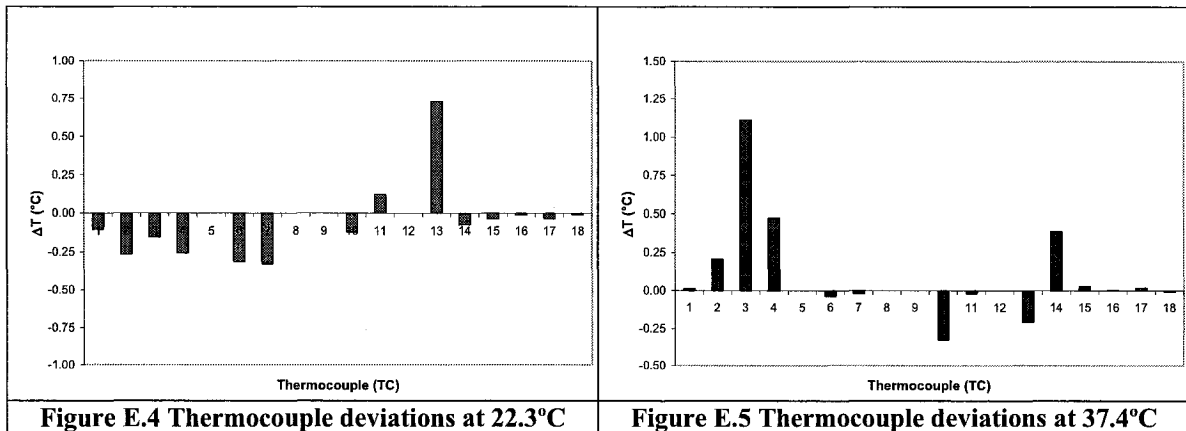 1.00
0.75
0.50
0.25
0.00
-0.25
-0.50
-0.75
-1.00
ΔT (°C)
5 8 9 11 12 13 14 15 16 17 18
Thermocouple (TC)
Figure E.4 Thermocouple deviations at 22.3ºC
1.50
1.25
1.00
0.75
0.50
0.25
0.00
-0.25
-0.50
ΔT (°C)
1 2 3 4 5 6 7 8 9 11 12 14 15 16 17 18
Thermocouple (TC)
Figure E.5 Thermocouple deviations at 37.4ºC